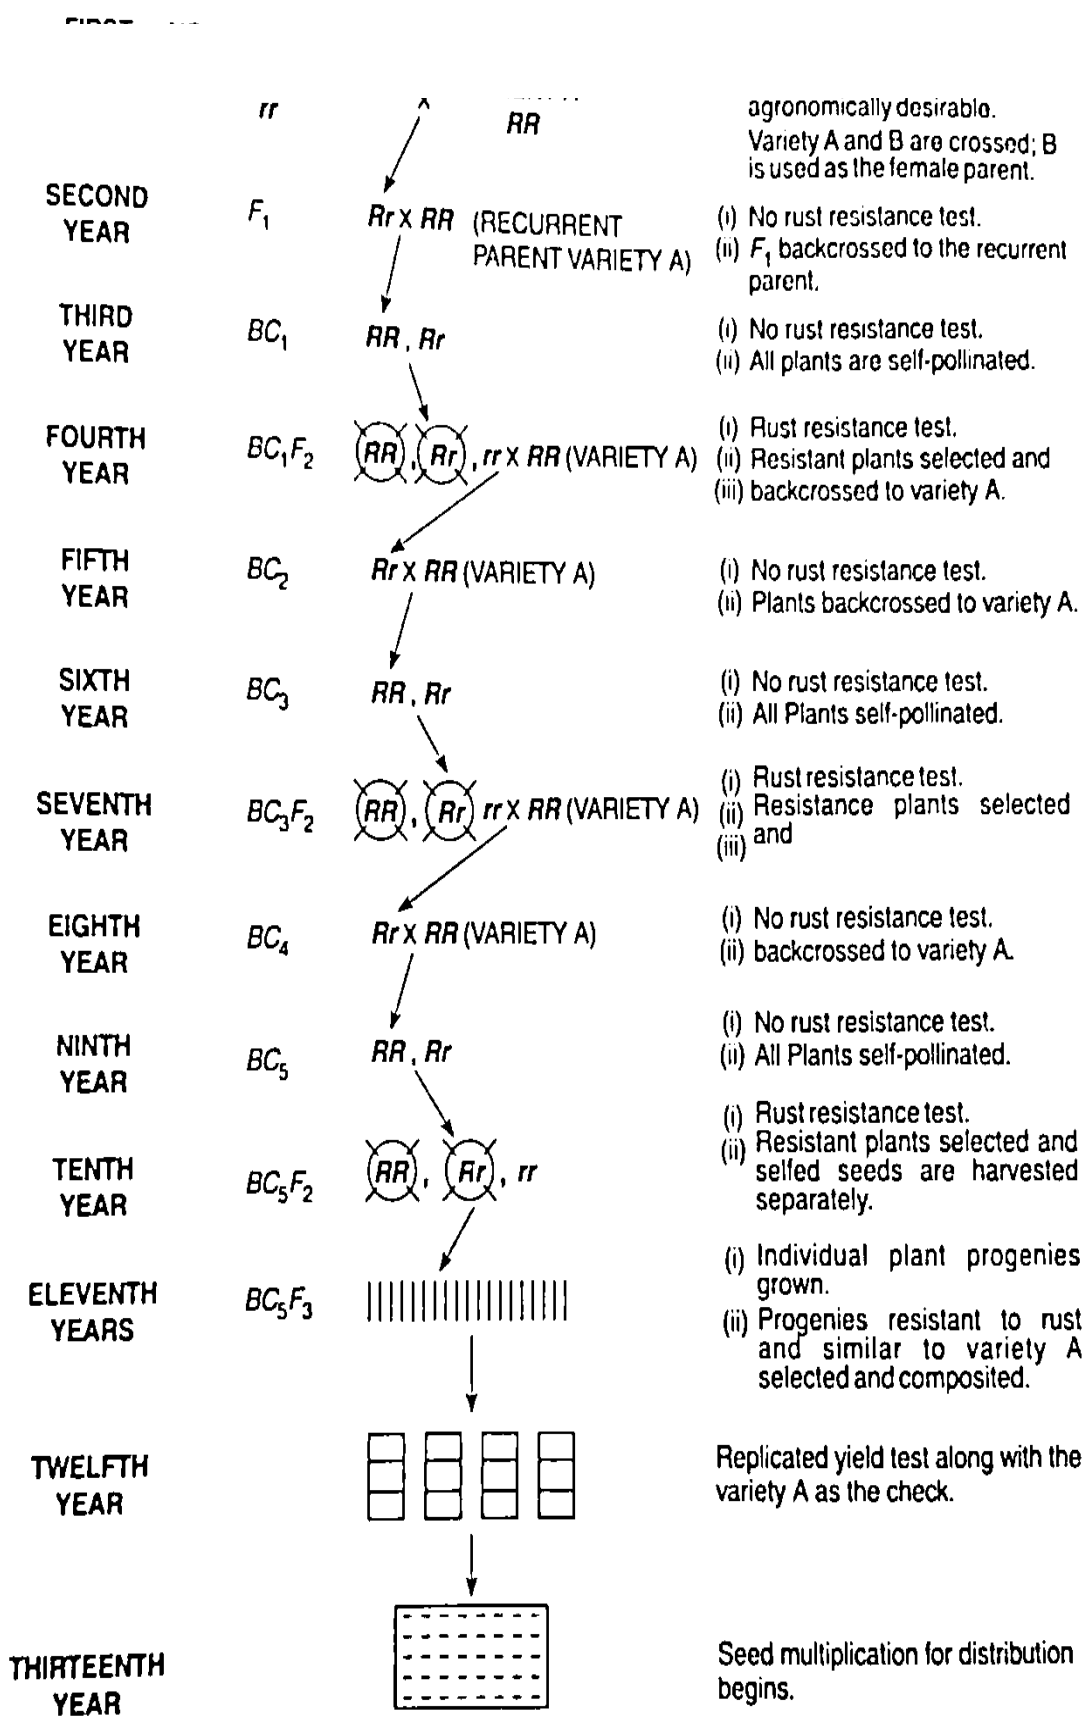 rr X RR agronomically desirable.
Variety A and B are crossed; B
is used as the female parent.
SECOND YEAR F1 Rr X RR (RECURRENT PARENT VARIETY A) (i) No rust resistance test.
(ii) F1 backcrossed to the recurrent
parent.
THIRD YEAR BC1 RR, Rr (i) No rust resistance test.
(ii) All plants are self-pollinated.
FOURTH YEAR BC1F2 RR, Rr, rr X RR (VARIETY A) (i) Rust resistance test.
(ii) Resistant plants selected and
(iii) backcrossed to variety A.
FIFTH YEAR BC2 Rr X RR (VARIETY A) (i) No rust resistance test.
(ii) Plants backcrossed to variety A.
SIXTH YEAR BC3 RR, Rr (i) No rust resistance test.
(ii) All Plants self-pollinated.
SEVENTH YEAR BC3F2 RR, Rr rr X RR (VARIETY A) (i) Rust resistance test.
(ii) Resistance plants selected
(iii) and
EIGHTH YEAR BC4 Rr X RR (VARIETY A) (i) No rust resistance test.
(ii) backcrossed to variety A.
NINTH YEAR BC5 RR, Rr (i) No rust resistance test.
(ii) All Plants self-pollinated.
TENTH YEAR BC5F2 RR, Rr, rr (i) Rust resistance test.
(ii) Resistant plants selected and
selfed seeds are harvested
separately.
ELEVENTH YEARS BC5F3 (i) Individual plant progenies
grown.
(ii) Progenies resistant to rust
and similar to variety A
selected and composited.
TWELFTH YEAR Replicated yield test along with the
variety A as the check.
THIRTEENTH YEAR Seed multiplication for distribution
begins.